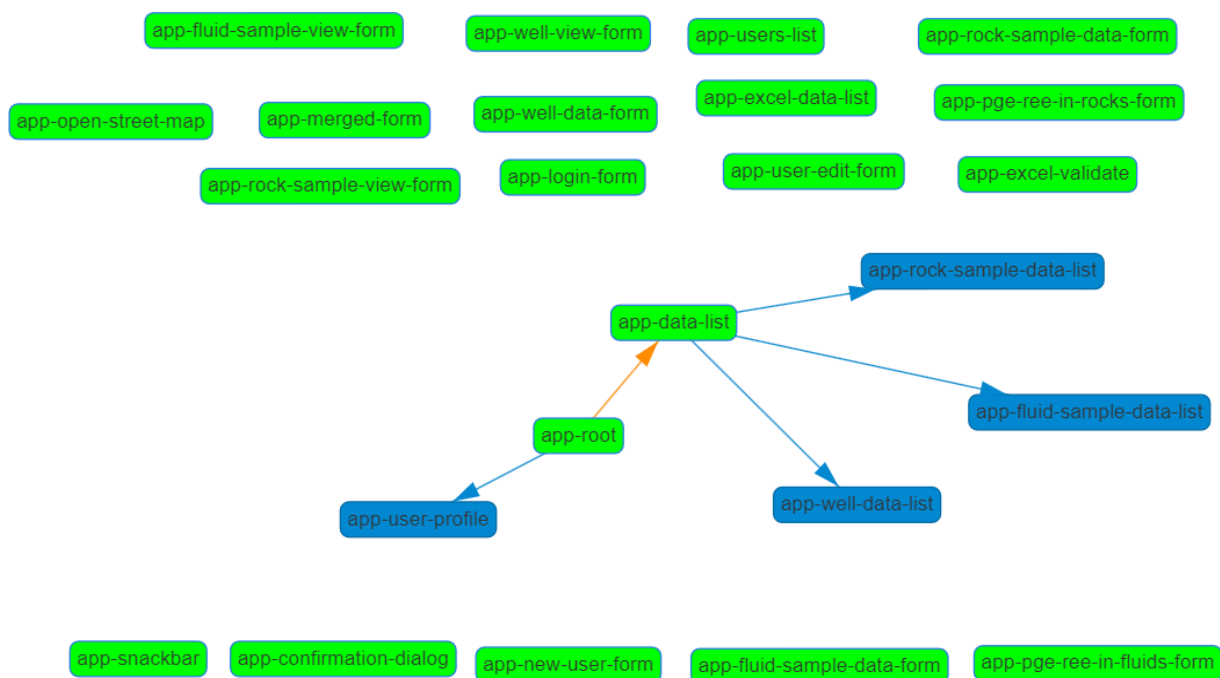 app-fluid-sample-view-form
app-well-view-form
app-users-list
app-rock-sample-data-form
app-open-street-map
app-merged-form
app-well-data-form
app-excel-data-list
app-pge-ree-in-rocks-form
app-rock-sample-view-form
app-login-form
app-user-edit-form
app-excel-validate
app-rock-sample-data-list
app-data-list
app-fluid-sample-data-list
app-root
app-user-profile
app-well-data-list
app-snackbar
app-confirmation-dialog
app-new-user-form
app-fluid-sample-data-form
app-pge-ree-in-fluids-form